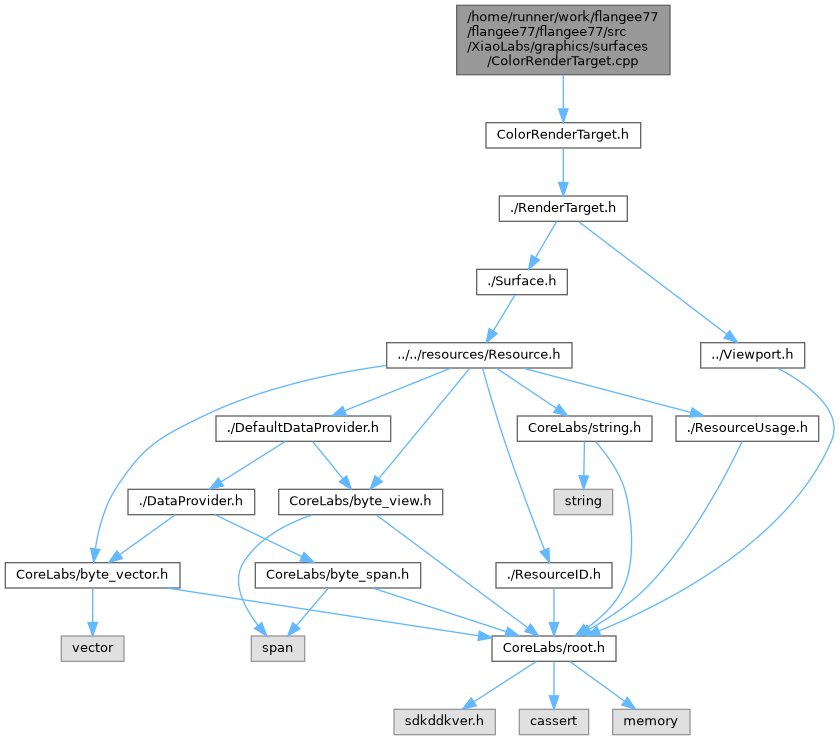 /home/runner/work/flangee77
/flangee77/flangee77/src
/XiaoLabs/graphics/surfaces
/ColorRenderTarget.cpp
ColorRenderTarget.h
./RenderTarget.h
./Surface.h
../../resources/Resource.h
../Viewport.h
./DefaultDataProvider.h
CoreLabs/string.h
./ResourceUsage.h
./DataProvider.h
CoreLabs/byte_view.h
string
CoreLabs/byte_vector.h
CoreLabs/byte_span.h
./ResourceID.h
vector
span
CoreLabs/root.h
sdkddkver.h
cassert
memory